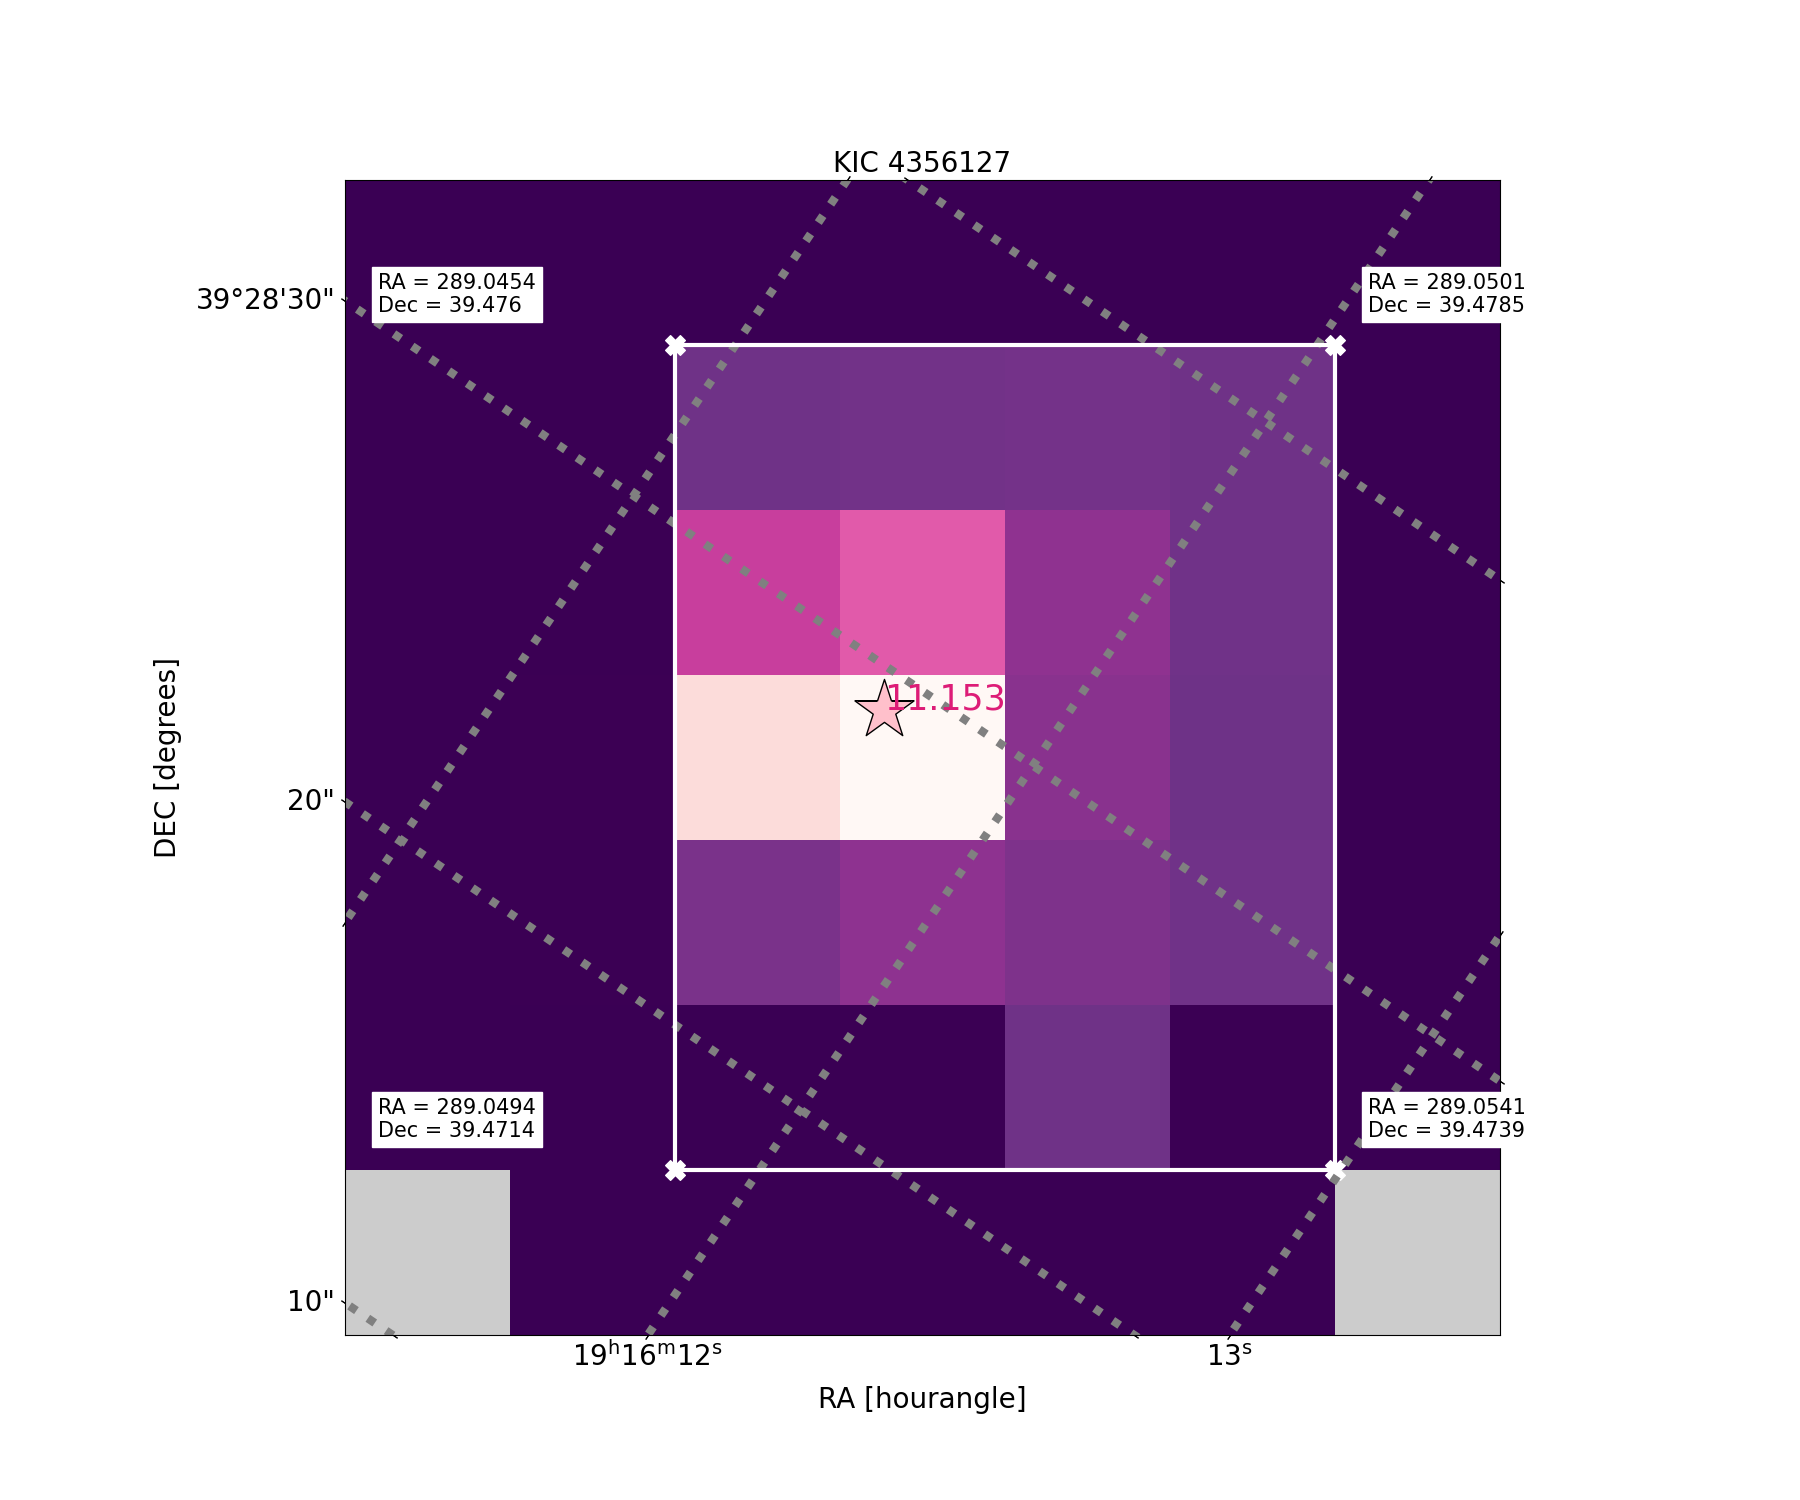 KIC 4356127
39°28'30"
RA = 289.0454
Dec = 39.476
RA = 289.0501
Dec = 39.4785
11.153
20"
DEC [degrees]
RA = 289.0494
Dec = 39.4714
RA = 289.0541
Dec = 39.4739
10"
19h16m12s
13s
RA [hourangle]